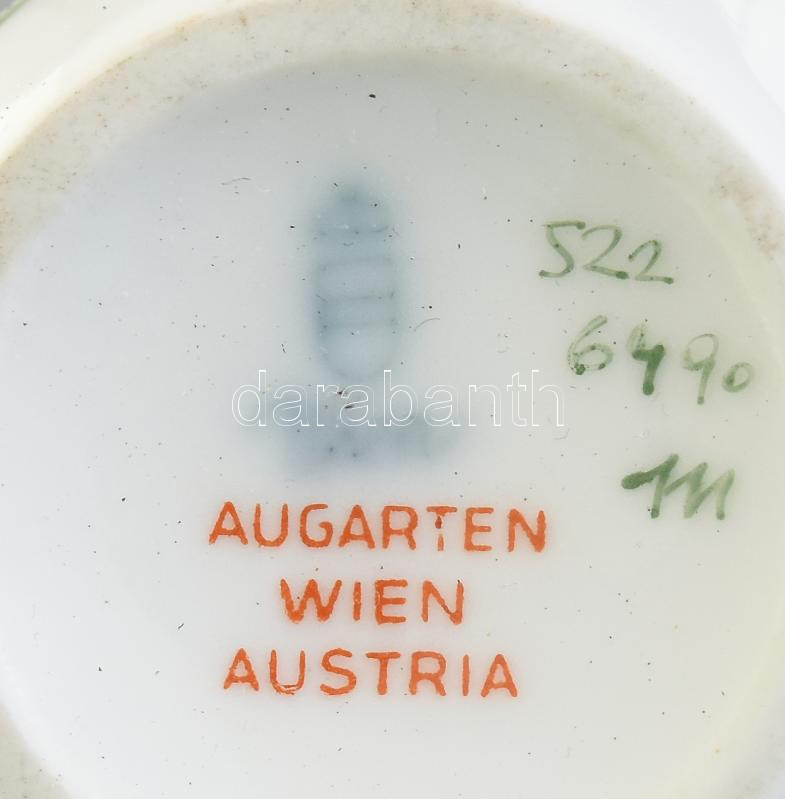 522
6490
m
darabanth
AUGARTEN
WIEN
AUSTRIA